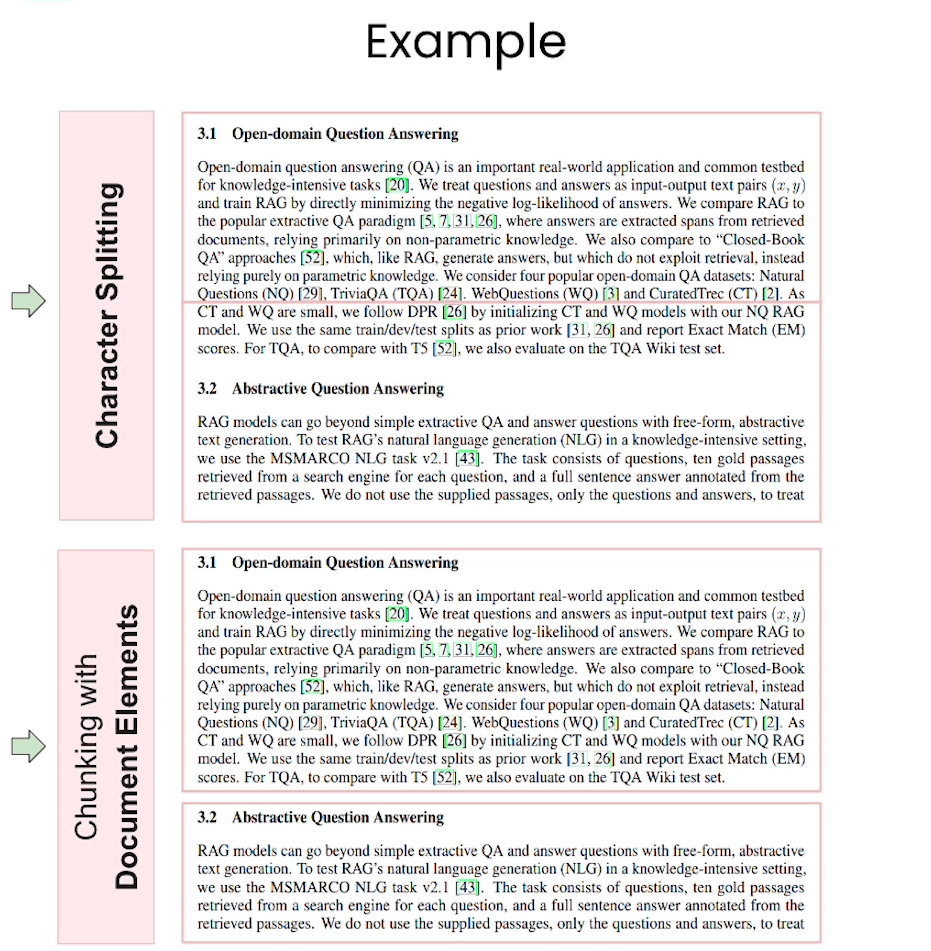 Example
Character Splitting
3.1 Open-domain Question Answering
Open-domain question answering (QA) is an important real-world application and common testbed
for knowledge-intensive tasks [20]. We treat questions and answers as input-output text pairs (x, y)
and train RAG by directly minimizing the negative log-likelihood of answers. We compare RAG to
the popular extractive QA paradigm [5, 7, 31, 26], where answers are extracted spans from retrieved
documents, relying primarily on non-parametric knowledge. We also compare to “Closed-Book
QA” approaches [52], which, like RAG, generate answers, but which do not exploit retrieval, instead
relying purely on parametric knowledge. We consider four popular open-domain QA datasets: Natural
Questions (NQ) [29], TriviaQA (TQA) [24]. WebQuestions (WQ) [3] and CuratedTrec (CT) [2]. As
CT and WQ are small, we follow DPR [26] by initializing CT and WQ models with our NQ RAG
model. We use the same train/dev/test splits as prior work [31, 26] and report Exact Match (EM)
scores. For TQA, to compare with T5 [52], we also evaluate on the TQA Wiki test set.
3.2 Abstractive Question Answering
RAG models can go beyond simple extractive QA and answer questions with free-form, abstractive
text generation. To test RAG’s natural language generation (NLG) in a knowledge-intensive setting,
we use the MSMARCO NLG task v2.1 [43]. The task consists of questions, ten gold passages
retrieved from a search engine for each question, and a full sentence answer annotated from the
retrieved passages. We do not use the supplied passages, only the questions and answers, to treat
Chunking with
Document Elements
3.1 Open-domain Question Answering
Open-domain question answering (QA) is an important real-world application and common testbed
for knowledge-intensive tasks [20]. We treat questions and answers as input-output text pairs (x, y)
and train RAG by directly minimizing the negative log-likelihood of answers. We compare RAG to
the popular extractive QA paradigm [5, 7, 31, 26], where answers are extracted spans from retrieved
documents, relying primarily on non-parametric knowledge. We also compare to “Closed-Book
QA” approaches [52], which, like RAG, generate answers, but which do not exploit retrieval, instead
relying purely on parametric knowledge. We consider four popular open-domain QA datasets: Natural
Questions (NQ) [29], TriviaQA (TQA) [24]. WebQuestions (WQ) [3] and CuratedTrec (CT) [2]. As
CT and WQ are small, we follow DPR [26] by initializing CT and WQ models with our NQ RAG
model. We use the same train/dev/test splits as prior work [31, 26] and report Exact Match (EM)
scores. For TQA, to compare with T5 [52], we also evaluate on the TQA Wiki test set.
3.2 Abstractive Question Answering
RAG models can go beyond simple extractive QA and answer questions with free-form, abstractive
text generation. To test RAG’s natural language generation (NLG) in a knowledge-intensive setting,
we use the MSMARCO NLG task v2.1 [43]. The task consists of questions, ten gold passages
retrieved from a search engine for each question, and a full sentence answer annotated from the
retrieved passages. We do not use the supplied passages, only the questions and answers, to treat